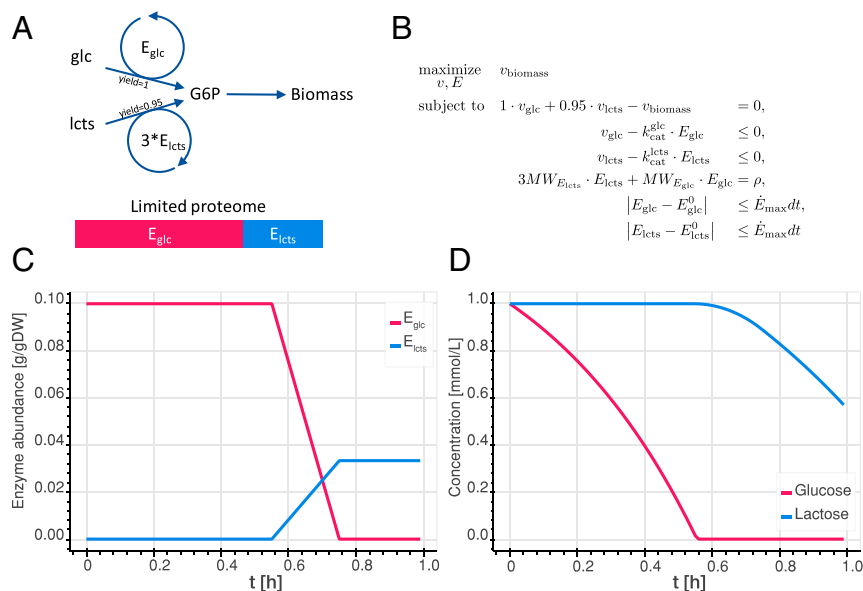 A
glc
E_glc
yield=1
G6P
Biomass
yield=0.95
lcts
3*E_lcts
Limited proteome
E_glc E_lcts
B
maximize v_biomass
v, E
subject to 1 · v_glc + 0.95 · v_lcts − v_biomass = 0,
v_glc − k_cat^glc · E_glc ≤ 0,
v_lcts − k_cat^lcts · E_lcts ≤ 0,
3MW_E_lcts · E_lcts + MW_E_glc · E_glc = ρ,
|E_glc − E_glc^0| ≤ Ė_max dt,
|E_lcts − E_lcts^0| ≤ Ė_max dt
C
Enzyme abundance [g/gDW]
0.10
0.08
0.06
0.04
0.02
0.00
E_glc
E_lcts
0 0.2 0.4 0.6 0.8 1.0
t [h]
D
Concentration [mmol/L]
1.0
0.8
0.6
0.4
0.2
0.0
Glucose
Lactose
0 0.2 0.4 0.6 0.8 1.0
t [h]